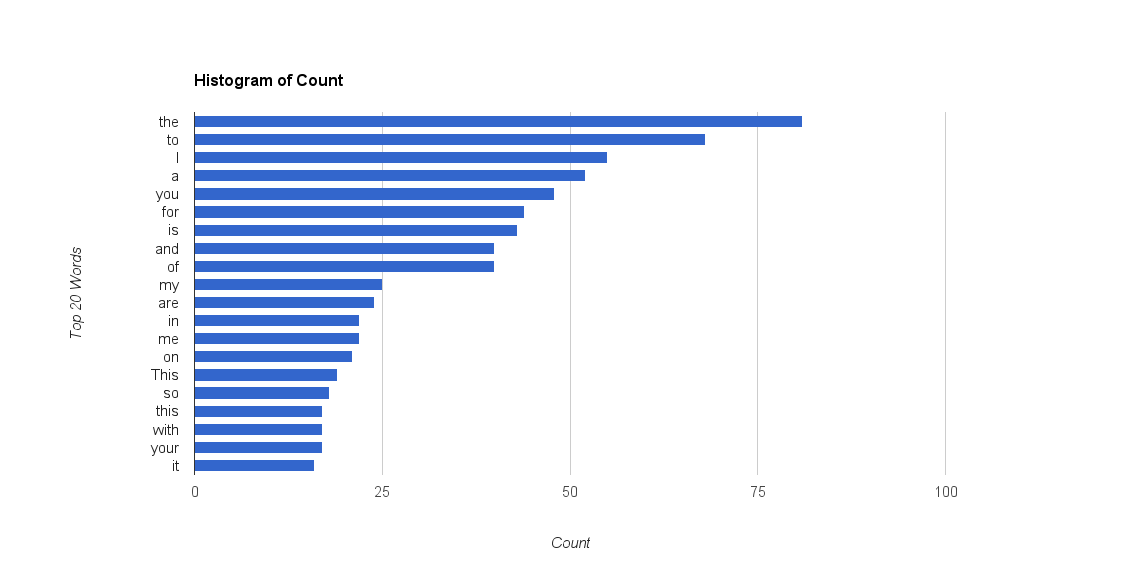 Histogram of Count
the
to
I
a
you
for
is
and
of
my
are
in
me
on
This
so
this
with
your
it
Top 20 Words
0 25 50 75 100
Count